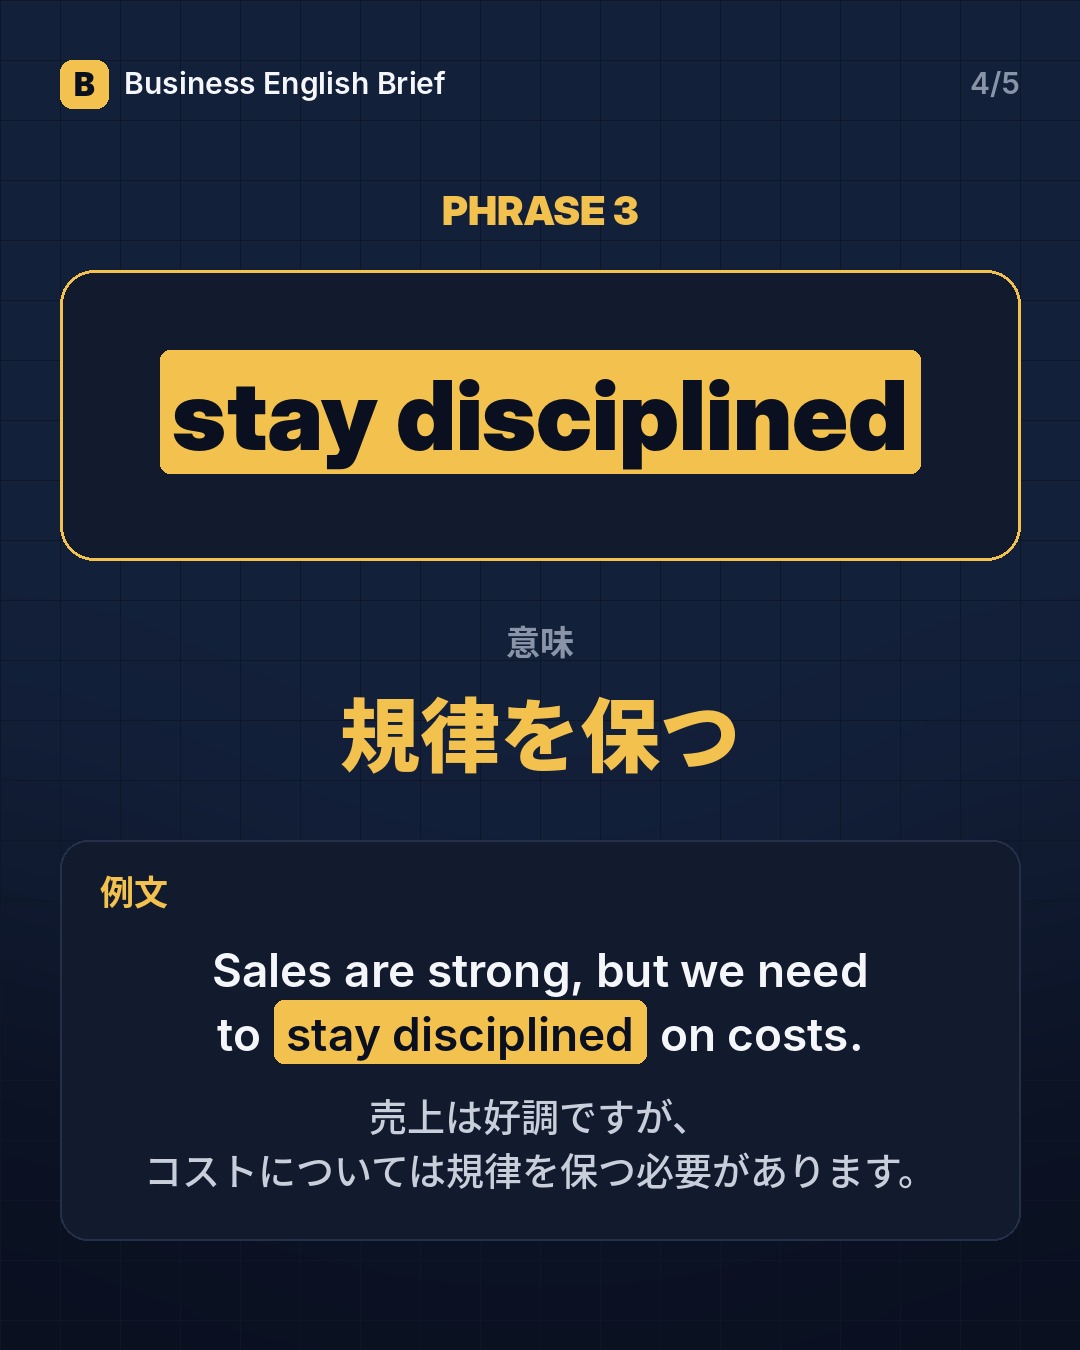 B Business English Brief 4/5
PHRASE 3
stay disciplined
意味
規律を保つ
例文
Sales are strong, but we need
to stay disciplined on costs.
売上は好調ですが、
コストについては規律を保つ必要があります。